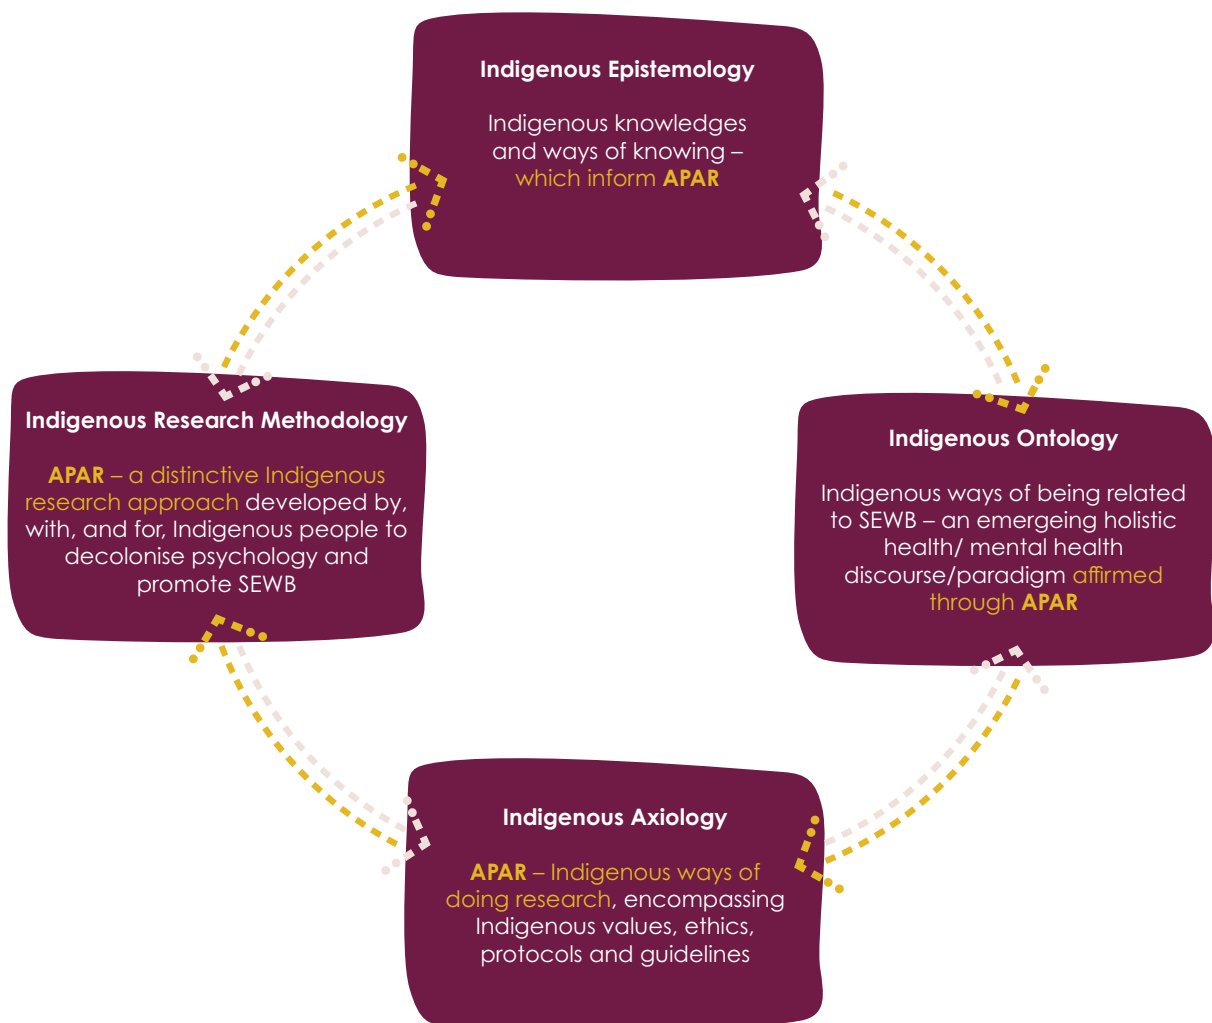 Indigenous Epistemology
Indigenous knowledges
and ways of knowing –
which inform APAR
Indigenous Research Methodology
APAR – a distinctive Indigenous
research approach developed by,
with, and for, Indigenous people to
decolonise psychology and
promote SEWB
Indigenous Ontology
Indigenous ways of being related
to SEWB – an emergeing holistic
health/ mental health
discourse/paradigm affirmed
through APAR
Indigenous Axiology
APAR – Indigenous ways of
doing research, encompassing
Indigenous values, ethics,
protocols and guidelines